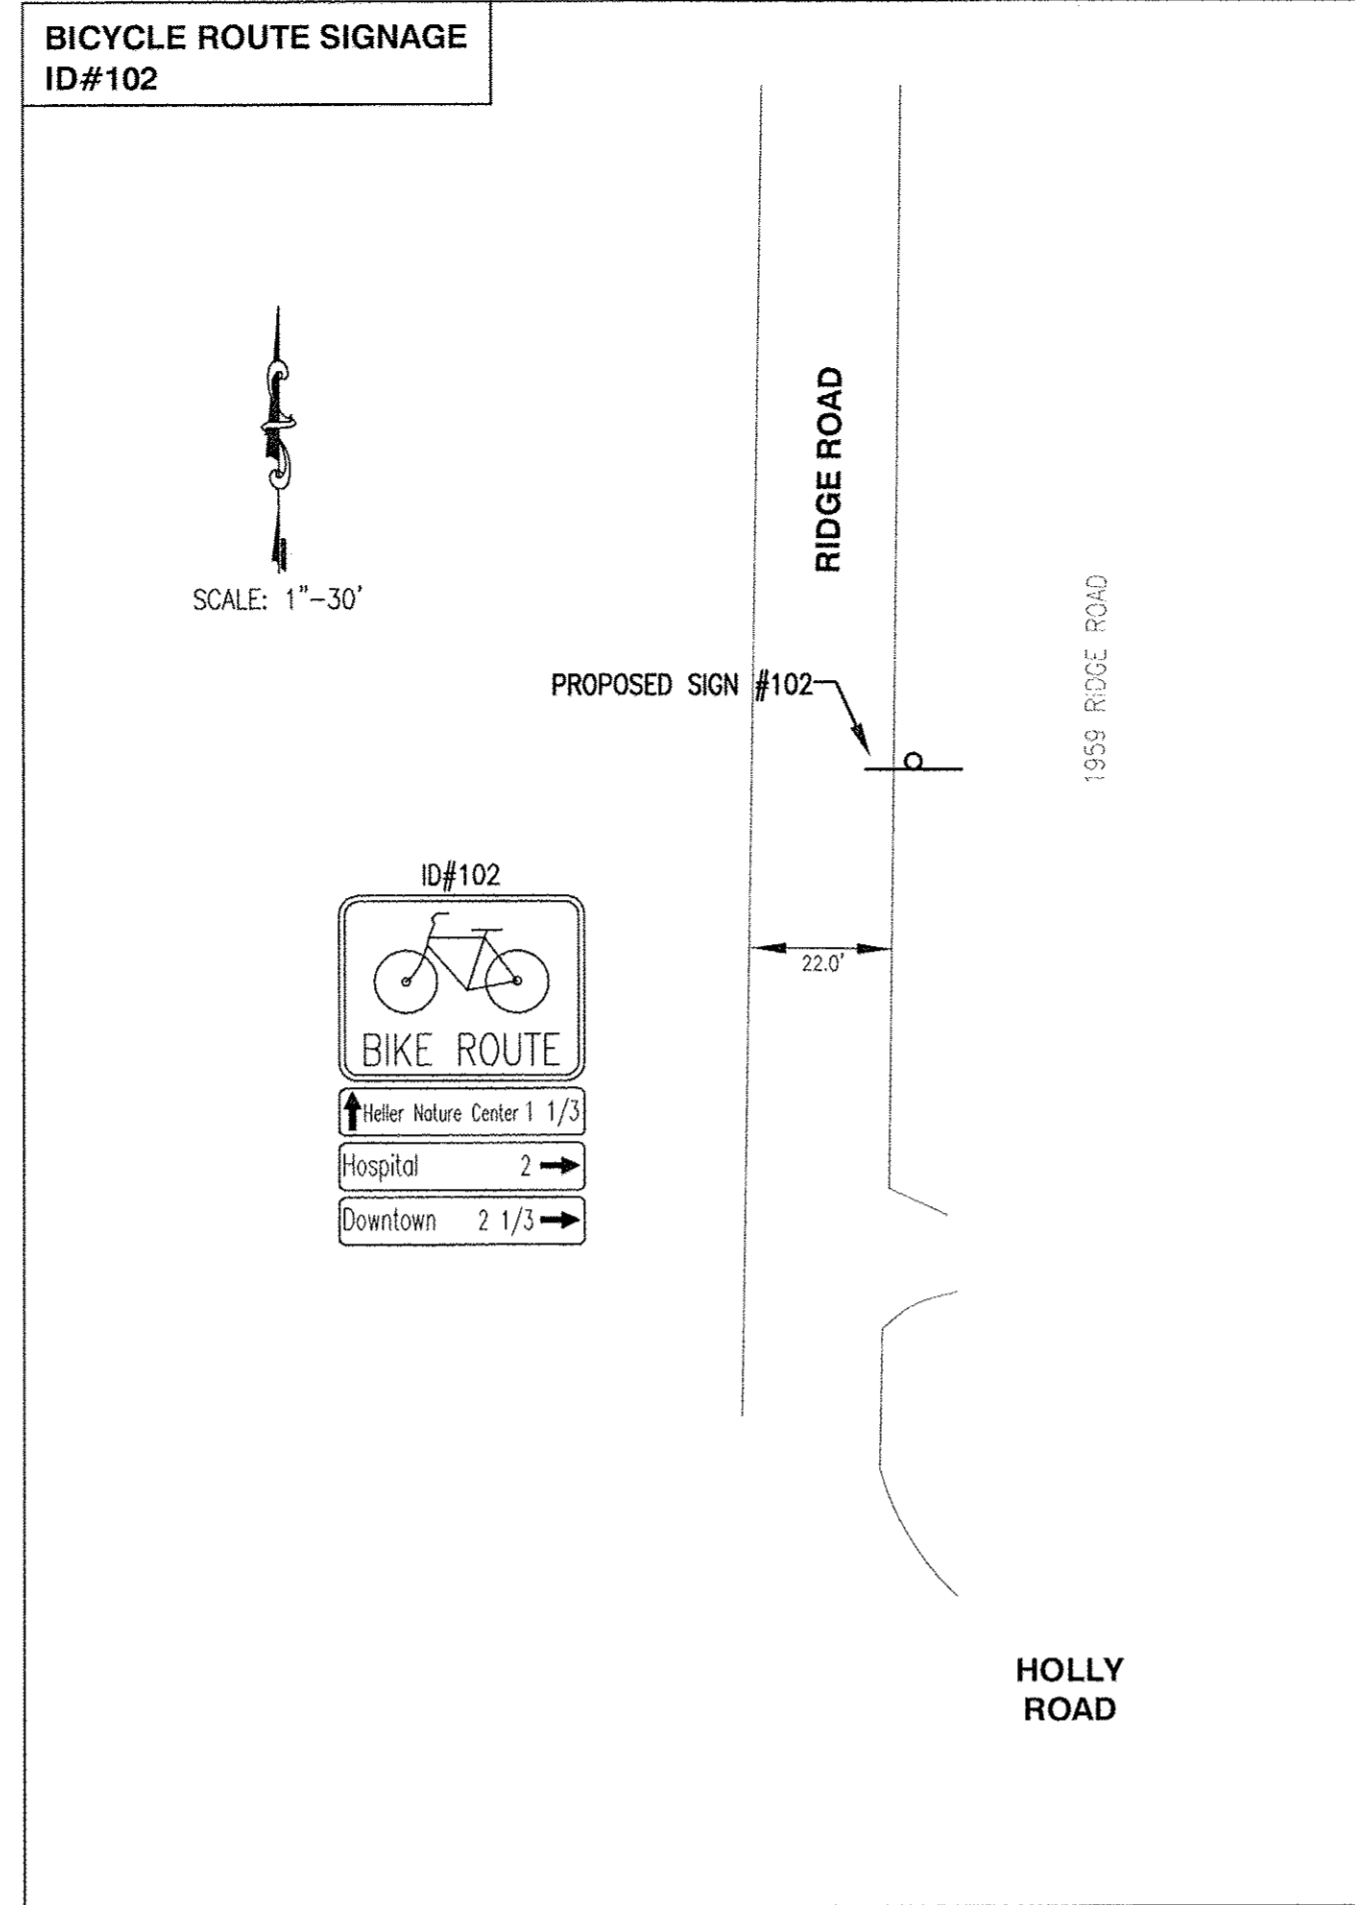 BICYCLE ROUTE SIGNAGE
ID#102
RIDGE ROAD
SCALE: 1"-30'
1959 RIDGE ROAD
PROPOSED SIGN #102
ID#102
22.0'
BIKE ROUTE
Heller Nature Center 1 1/3
Hospital 2
Downtown 2 1/3
HOLLY
ROAD